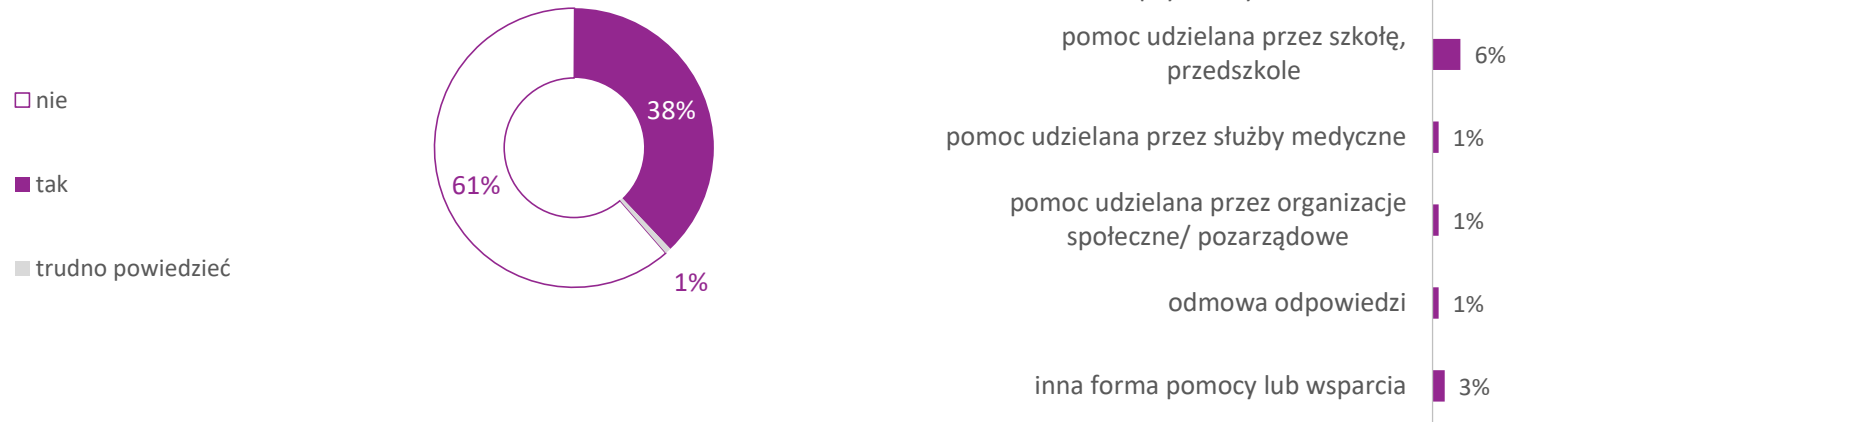 nie
tak
trudno powiedzieć
38%
61%
1%
pomoc udzielana przez szkołę,
przedszkole
6%
pomoc udzielana przez służby medyczne
1%
pomoc udzielana przez organizacje
społeczne/ pozarządowe
1%
odmowa odpowiedzi
1%
inna forma pomocy lub wsparcia
3%